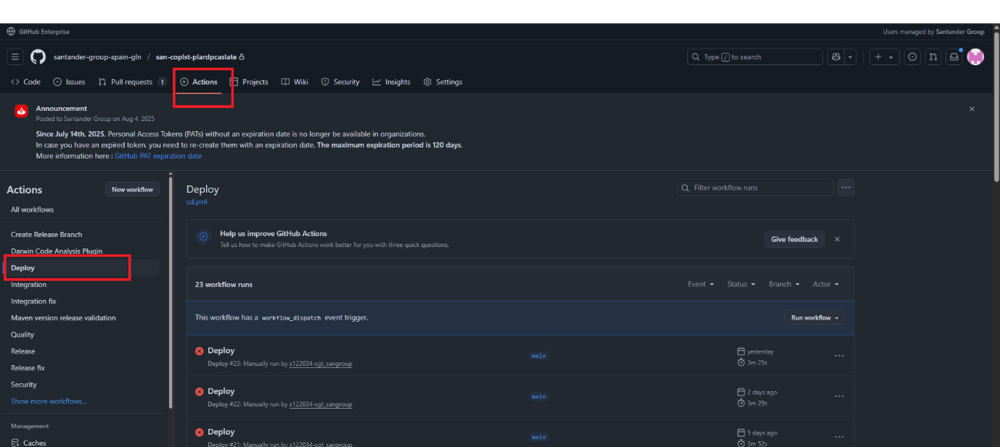 GitHub Enterprise
Users managed by Santander Group
santander-group-spain-gln / san-coplst-plardpcaslate
Type / to search
Code
Issues
Pull requests 1
Actions
Projects
Wiki
Security
Insights
Settings
Announcement
Posted to Santander Group on Aug 4, 2025
Since July 14th, 2025, Personal Access Tokens (PATs) without an expiration date is no longer be available in organizations.
In case you have an expired token, you need to re-create them with an expiration date. The maximum expiration period is 120 days.
More information here : GitHub PAT expiration date
Actions
New workflow
All workflows
Create Release Branch
Darwin Code Analysis Plugin
Deploy
Integration
Integration fix
Maven version release validation
Quality
Release
Release fix
Security
Show more workflows...
Management
Caches
Deploy
cd.yml
Filter workflow runs
Help us improve GitHub Actions
Tell us how to make GitHub Actions work better for you with three quick questions.
Give feedback
23 workflow runs
Event
Status
Branch
Actor
This workflow has a workflow_dispatch event trigger.
Run workflow
Deploy
Deploy #23: Manually run by x122034-sgt_sangroup
main
yesterday
3m 25s
Deploy
Deploy #22: Manually run by x122034-sgt_sangroup
main
2 days ago
3m 29s
Deploy
Deploy #21: Manually run by x122034-sgt_sangroup
main
5 days ago
3m 52s